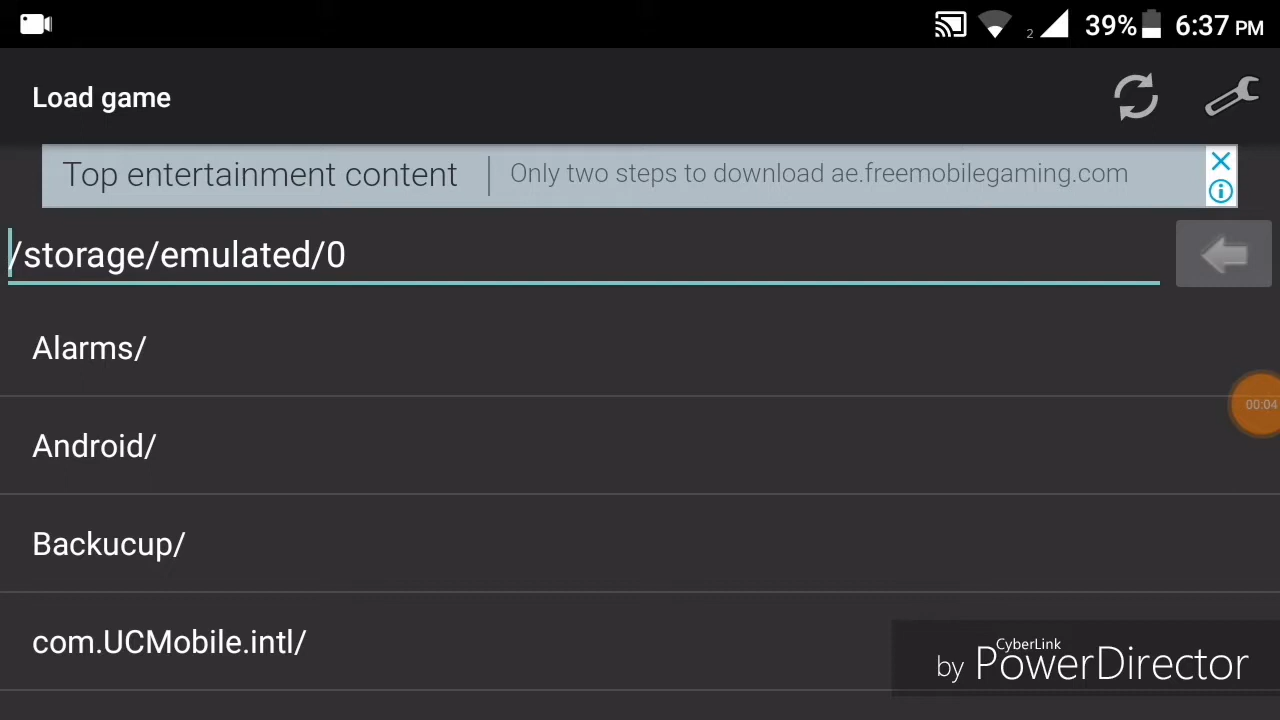 2 39% 6:37 PM
Load game
Top entertainment content Only two steps to download ae.freemobilegaming.com
/storage/emulated/0
Alarms/
Android/
00:04
Backucup/
com.UCMobile.intl/
CyberLink
by PowerDirector